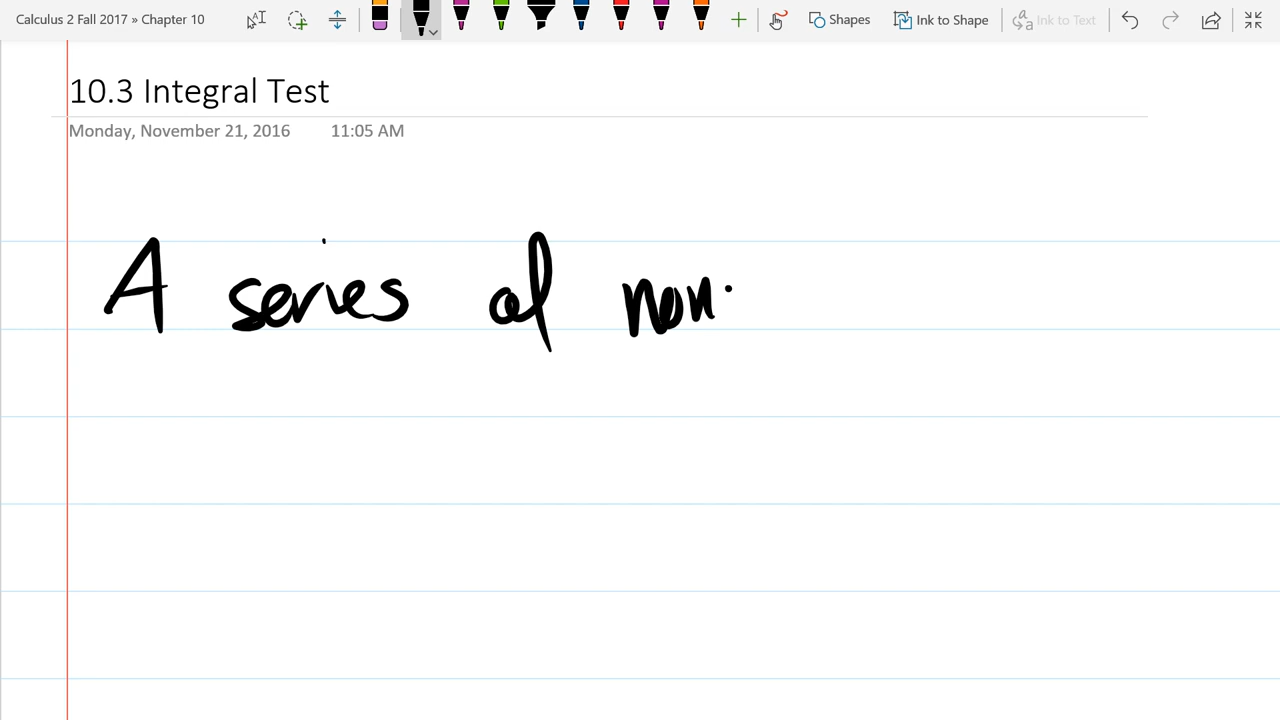 Calculus 2 Fall 2017 » Chapter 10 Shapes Ink to Shape Ink to Text
10.3 Integral Test
Monday, November 21, 2016 11:05 AM
A series of non-